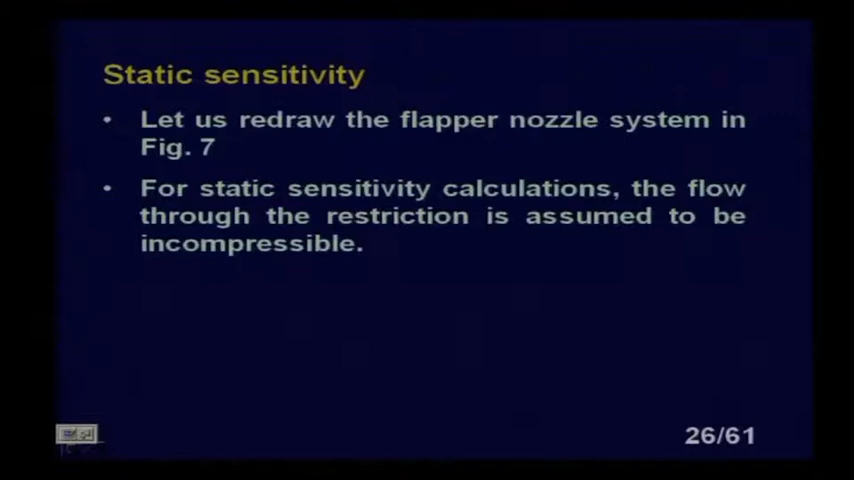 Static sensitivity
• Let us redraw the flapper nozzle system in
Fig. 7
• For static sensitivity calculations, the flow
through the restriction is assumed to be
incompressible.
26/61